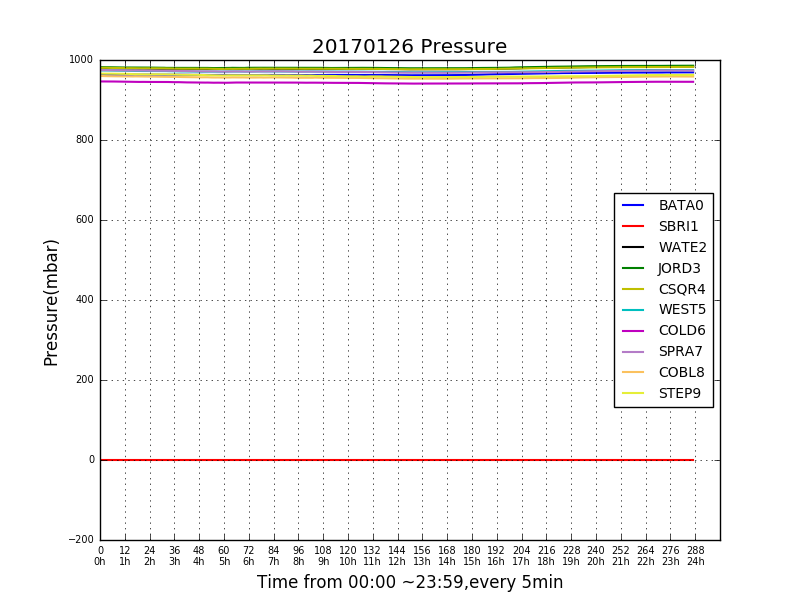 20170126 Pressure
1000
800
600
400
200
0
−200
Pressure(mbar)
BATA0
SBRI1
WATE2
JORD3
CSQR4
WEST5
COLD6
SPRA7
COBL8
STEP9
0 12 24 36 48 60 72 84 96 108 120 132 144 156 168 180 192 204 216 228 240 252 264 276 288
0h 1h 2h 3h 4h 5h 6h 7h 8h 9h 10h 11h 12h 13h 14h 15h 16h 17h 18h 19h 20h 21h 22h 23h 24h
Time from 00:00 ~23:59,every 5min